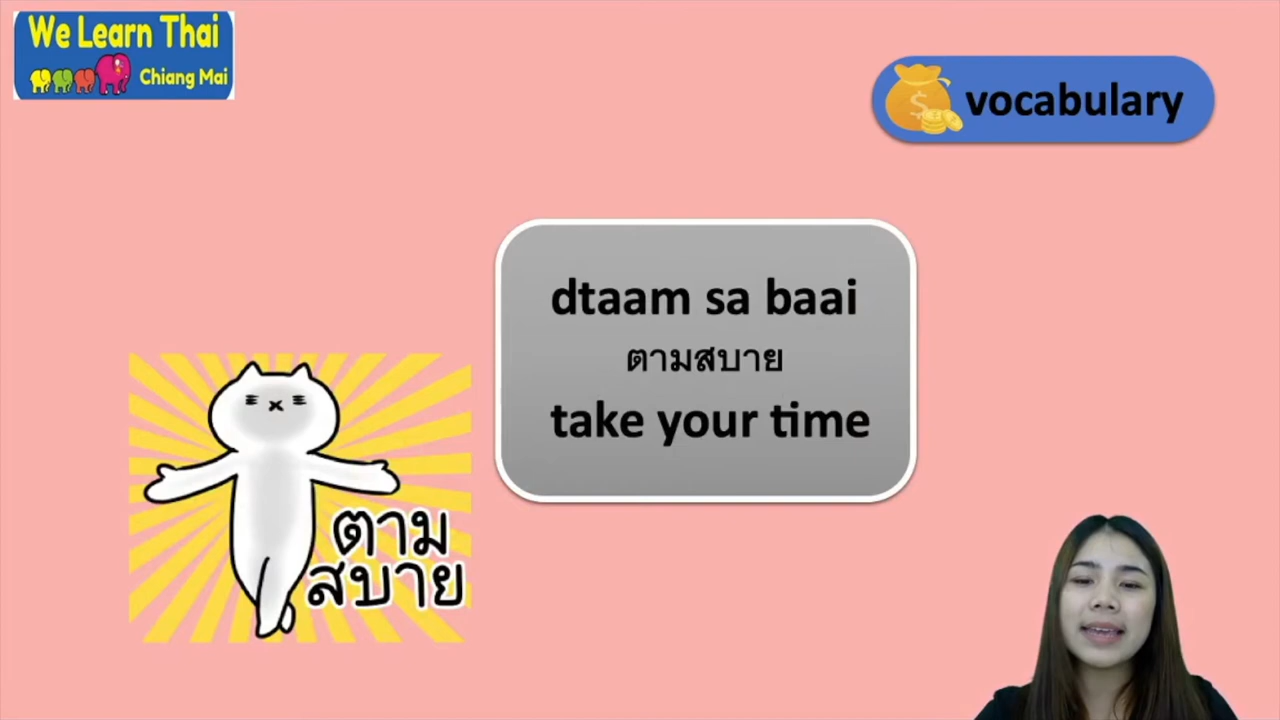 We Learn Thai
Chiang Mai
vocabulary
dtaam sa baai
ตามสบาย
take your time
ตาม
สบาย